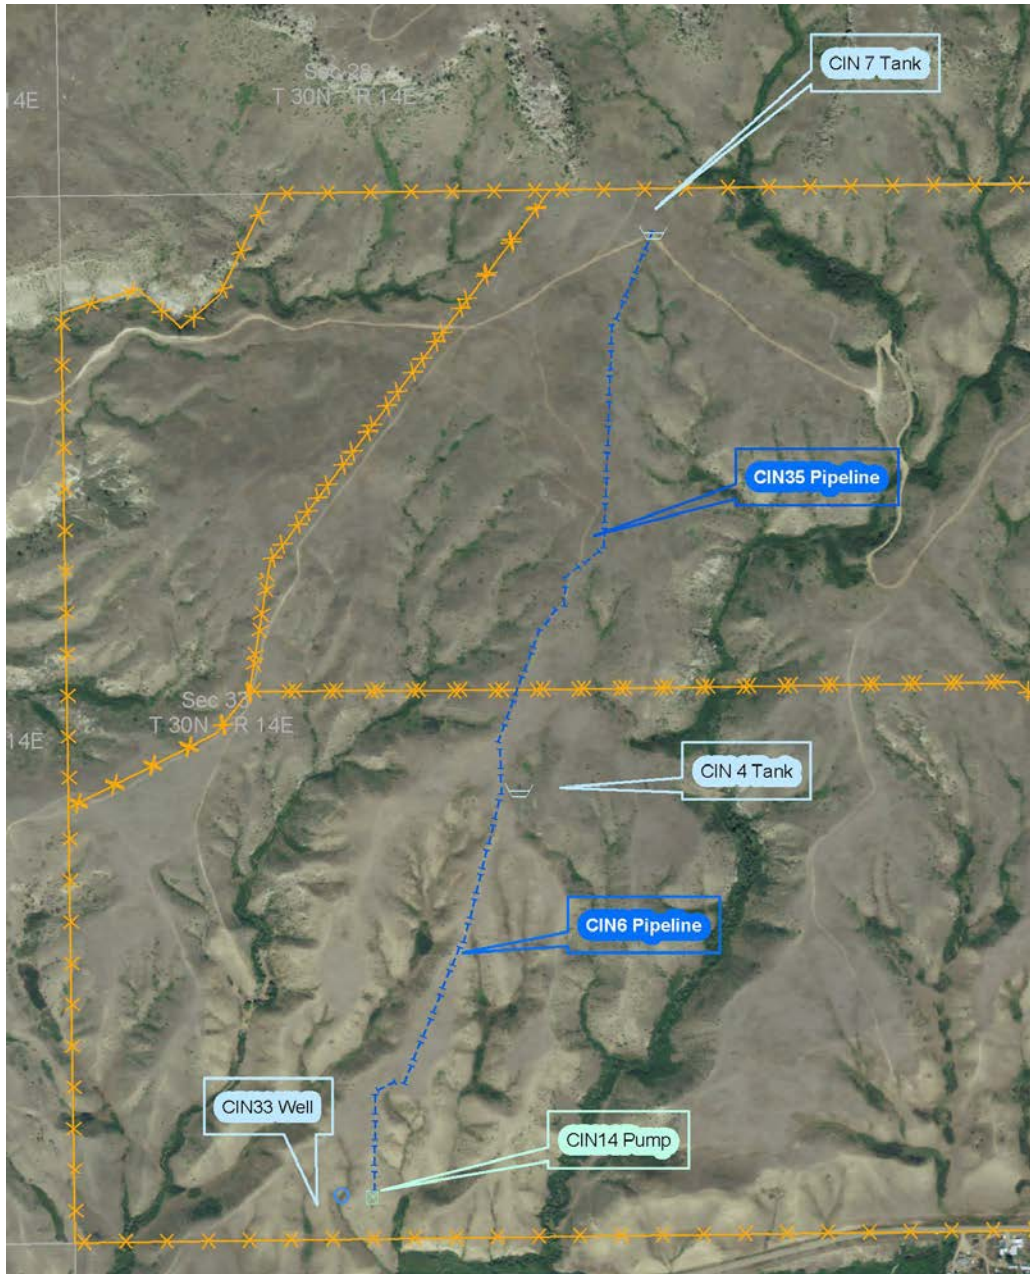 CIN 7 Tank
Sec 28
14E
T 30N R 14E
CIN35 Pipeline
Sec 33
T 30N R 14E
14E
CIN 4 Tank
CIN6 Pipeline
CIN33 Well
CIN14 Pump